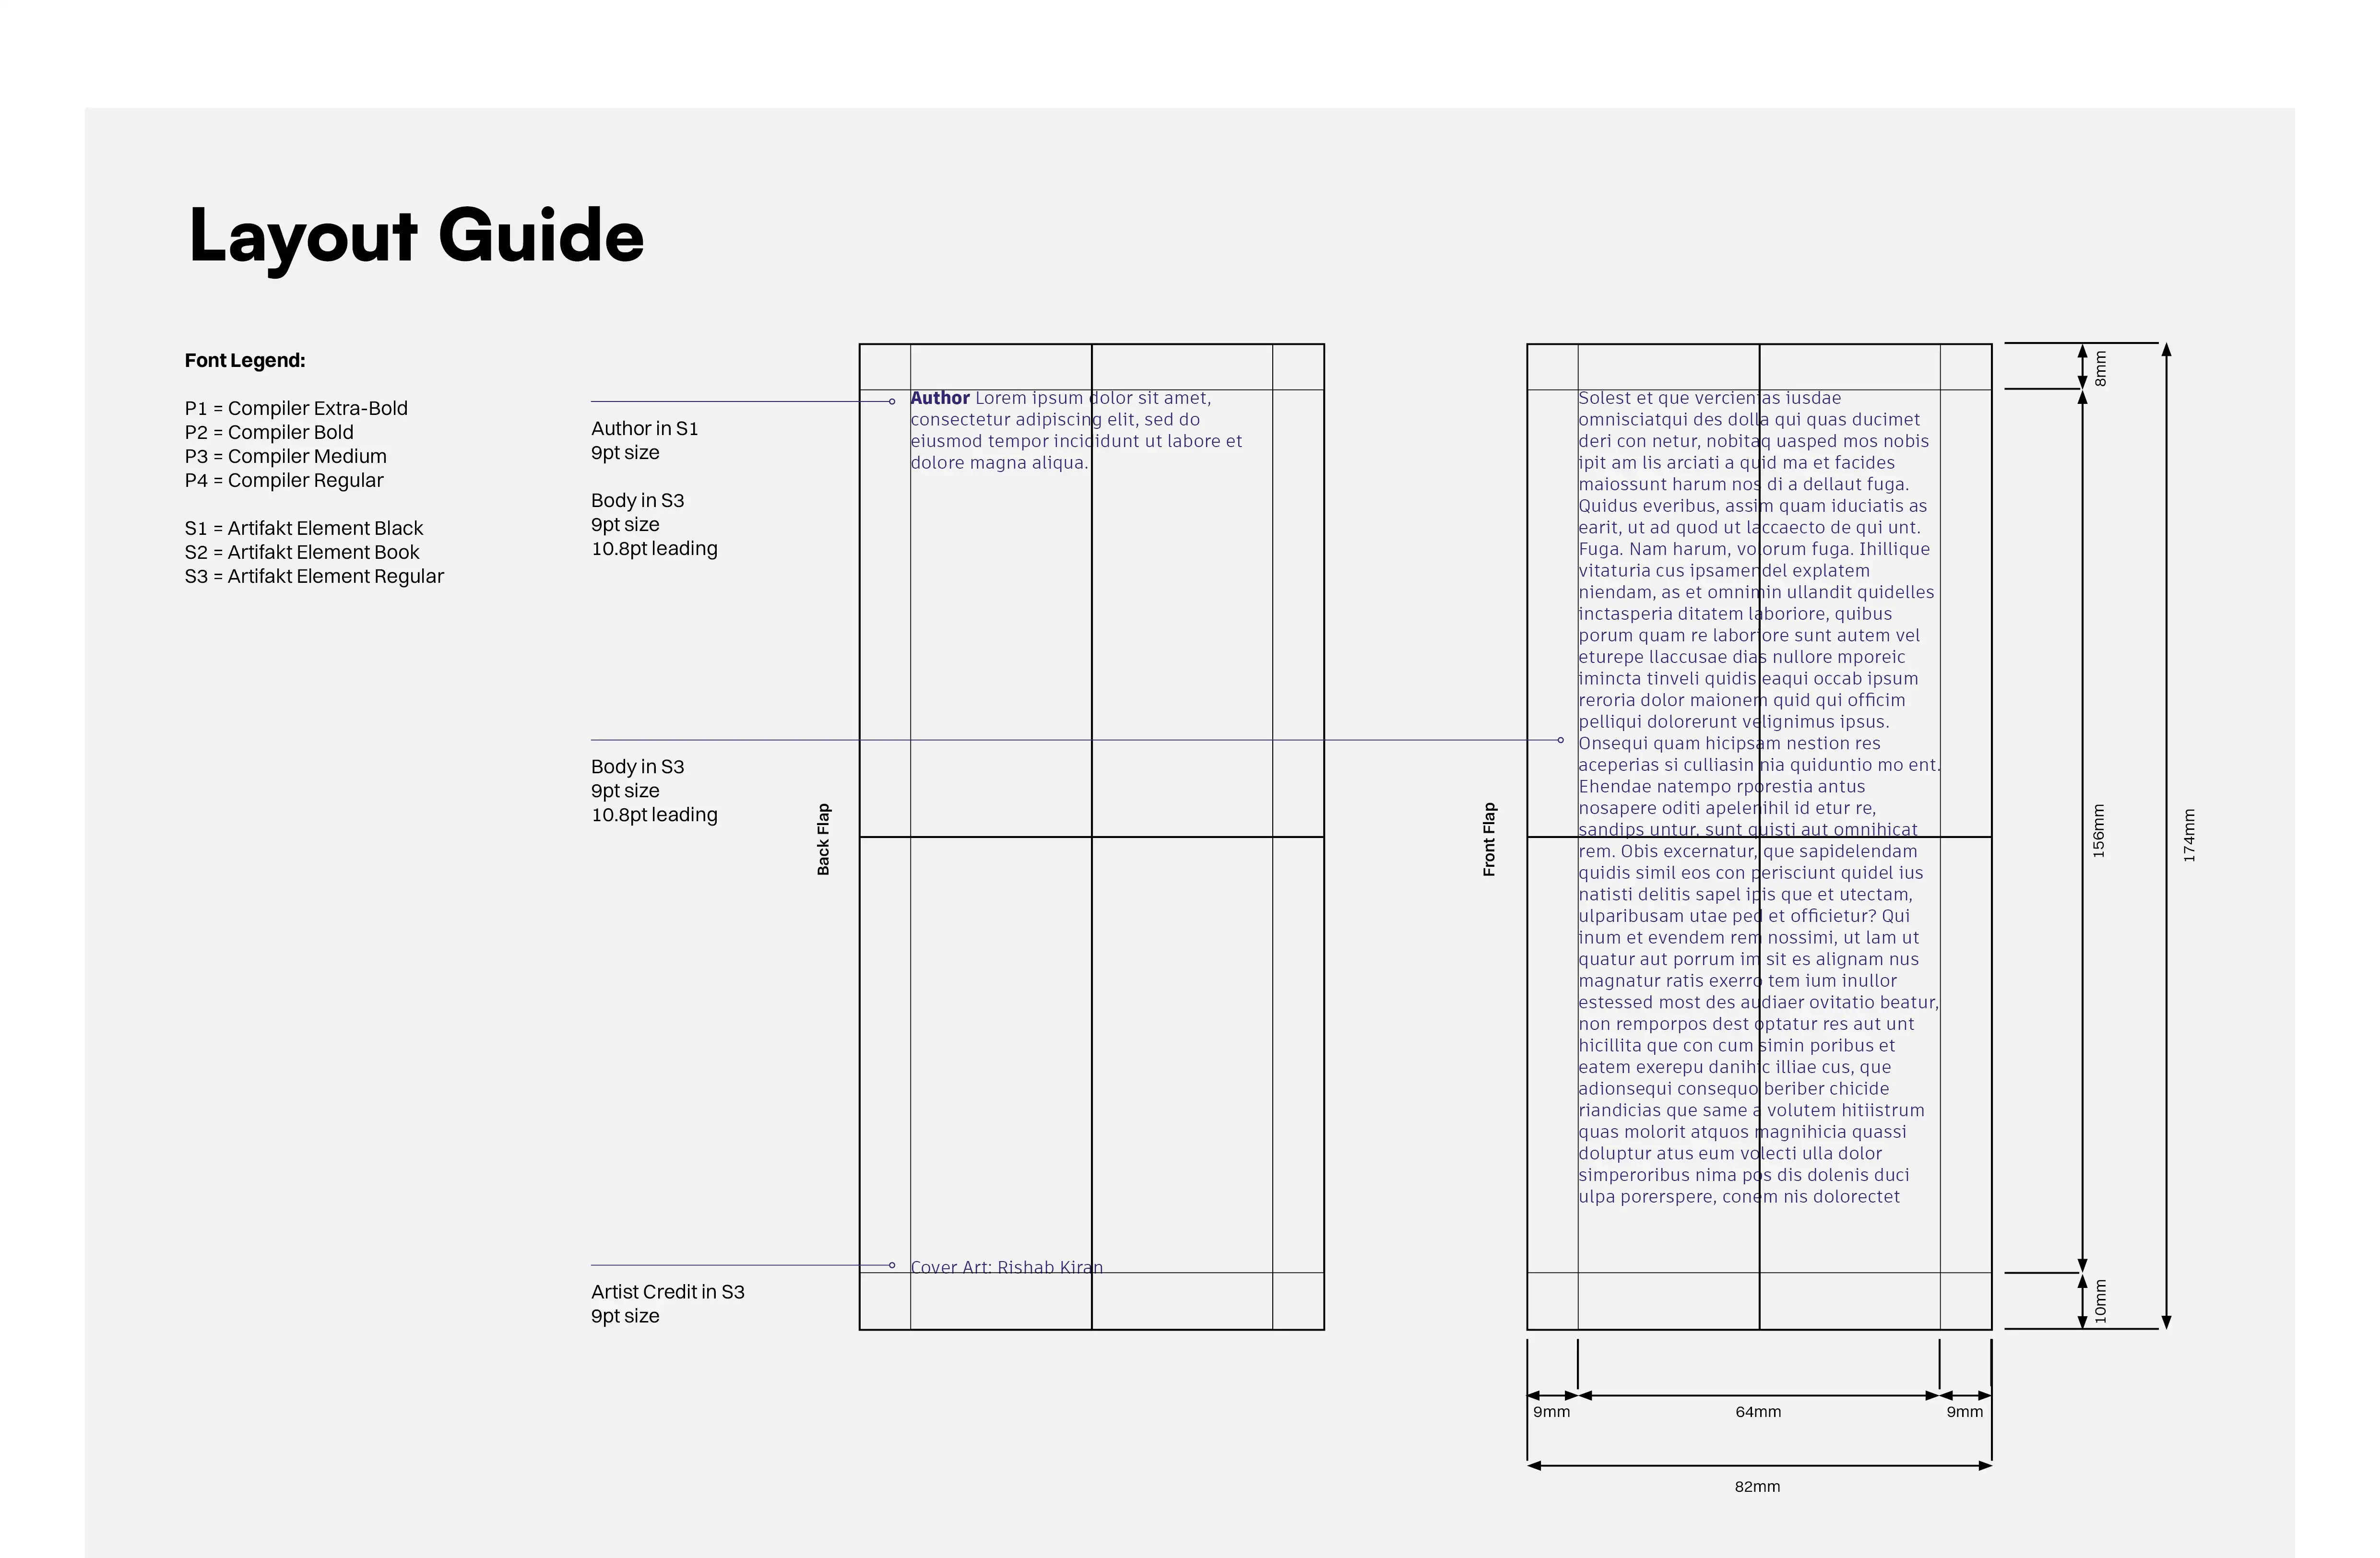 Layout Guide
Font Legend:
P1 = Compiler Extra-Bold
P2 = Compiler Bold
P3 = Compiler Medium
P4 = Compiler Regular
S1 = Artifakt Element Black
S2 = Artifakt Element Book
S3 = Artifakt Element Regular
Author in S1
9pt size
Body in S3
9pt size
10.8pt leading
Body in S3
9pt size
10.8pt leading
Artist Credit in S3
9pt size
Back Flap
Author Lorem ipsum dolor sit amet,
consectetur adipiscing elit, sed do
eiusmod tempor incididunt ut labore et
dolore magna aliqua.
Cover Art: Rishab Kiran
Front Flap
Solest et que vercienias iusdae
omnisciatqui des dolla qui quas ducimet
deri con netur, nobitaq uasped mos nobis
ipit am lis arciati a quid ma et facides
maiossunt harum nos di a dellaut fuga.
Quidus everibus, assim quam iduciatis as
earit, ut ad quod ut laccaecto de qui unt.
Fuga. Nam harum, volorum fuga. Ihillique
vitaturia cus ipsamendel explatem
niendam, as et omnimin ullandit quidelles
inctasperia ditatem laboriore, quibus
porum quam re laboriore sunt autem vel
eturepe llaccusae dias nullore mporeic
imincta tinveli quidis eaqui occab ipsum
reroria dolor maionem quid qui officim
pelliqui dolorerunt velignimus ipsus.
Onsequi quam hicipsam nestion res
aceperias si culliasin nia quiduntio mo ent.
Ehendae natempo rporestia antus
nosapere oditi apelenihil id etur re,
sandips untur, sunt quisti aut omnihicat
rem. Obis excernatur, que sapidelendam
quidis simil eos con perisciunt quidel ius
natisti delitis sapel ipis que et utectam,
ulparibusam utae ped et officietur? Qui
inum et evendem rem nossimi, ut lam ut
quatur aut porrum im sit es alignam nus
magnatur ratis exerro tem ium inullor
estessed most des audiaer ovitatio beatur,
non remporpos dest optatur res aut unt
hicillita que con cum simin poribus et
eatem exerepu danihic illiae cus, que
adionsequi consequo beriber chicide
riandicias que same a volutem hitiistrum
quas molorit atquos magnihicia quassi
doluptur atus eum volecti ulla dolor
simperoribus nima pos dis dolenis duci
ulpa porerspere, conem nis dolorectet
8mm
156mm
174mm
10mm
9mm 64mm 9mm
82mm